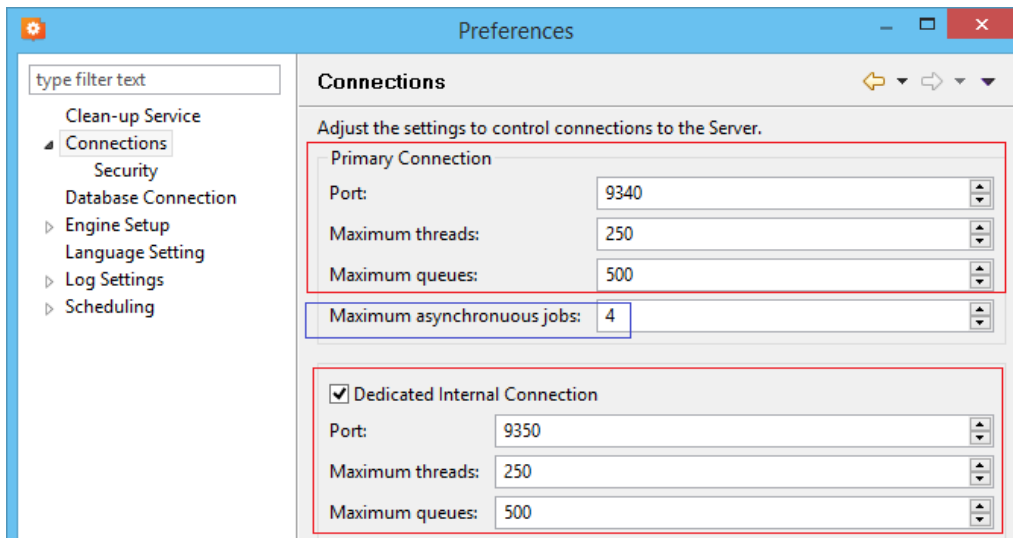 Preferences
type filter text
Clean-up Service
Connections
Security
Database Connection
Engine Setup
Language Setting
Log Settings
Scheduling
Connections
Adjust the settings to control connections to the Server.
Primary Connection
Port: 9340
Maximum threads: 250
Maximum queues: 500
Maximum asynchronuous jobs: 4
Dedicated Internal Connection
Port: 9350
Maximum threads: 250
Maximum queues: 500